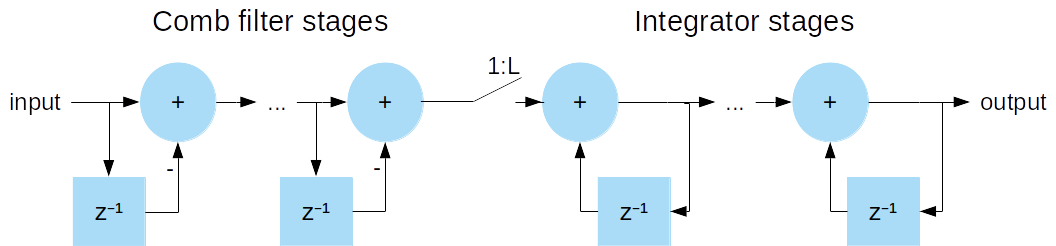 Comb filter stages Integrator stages
1:L
input + ... + + ... + output
- -
z⁻¹ z⁻¹ z⁻¹ z⁻¹